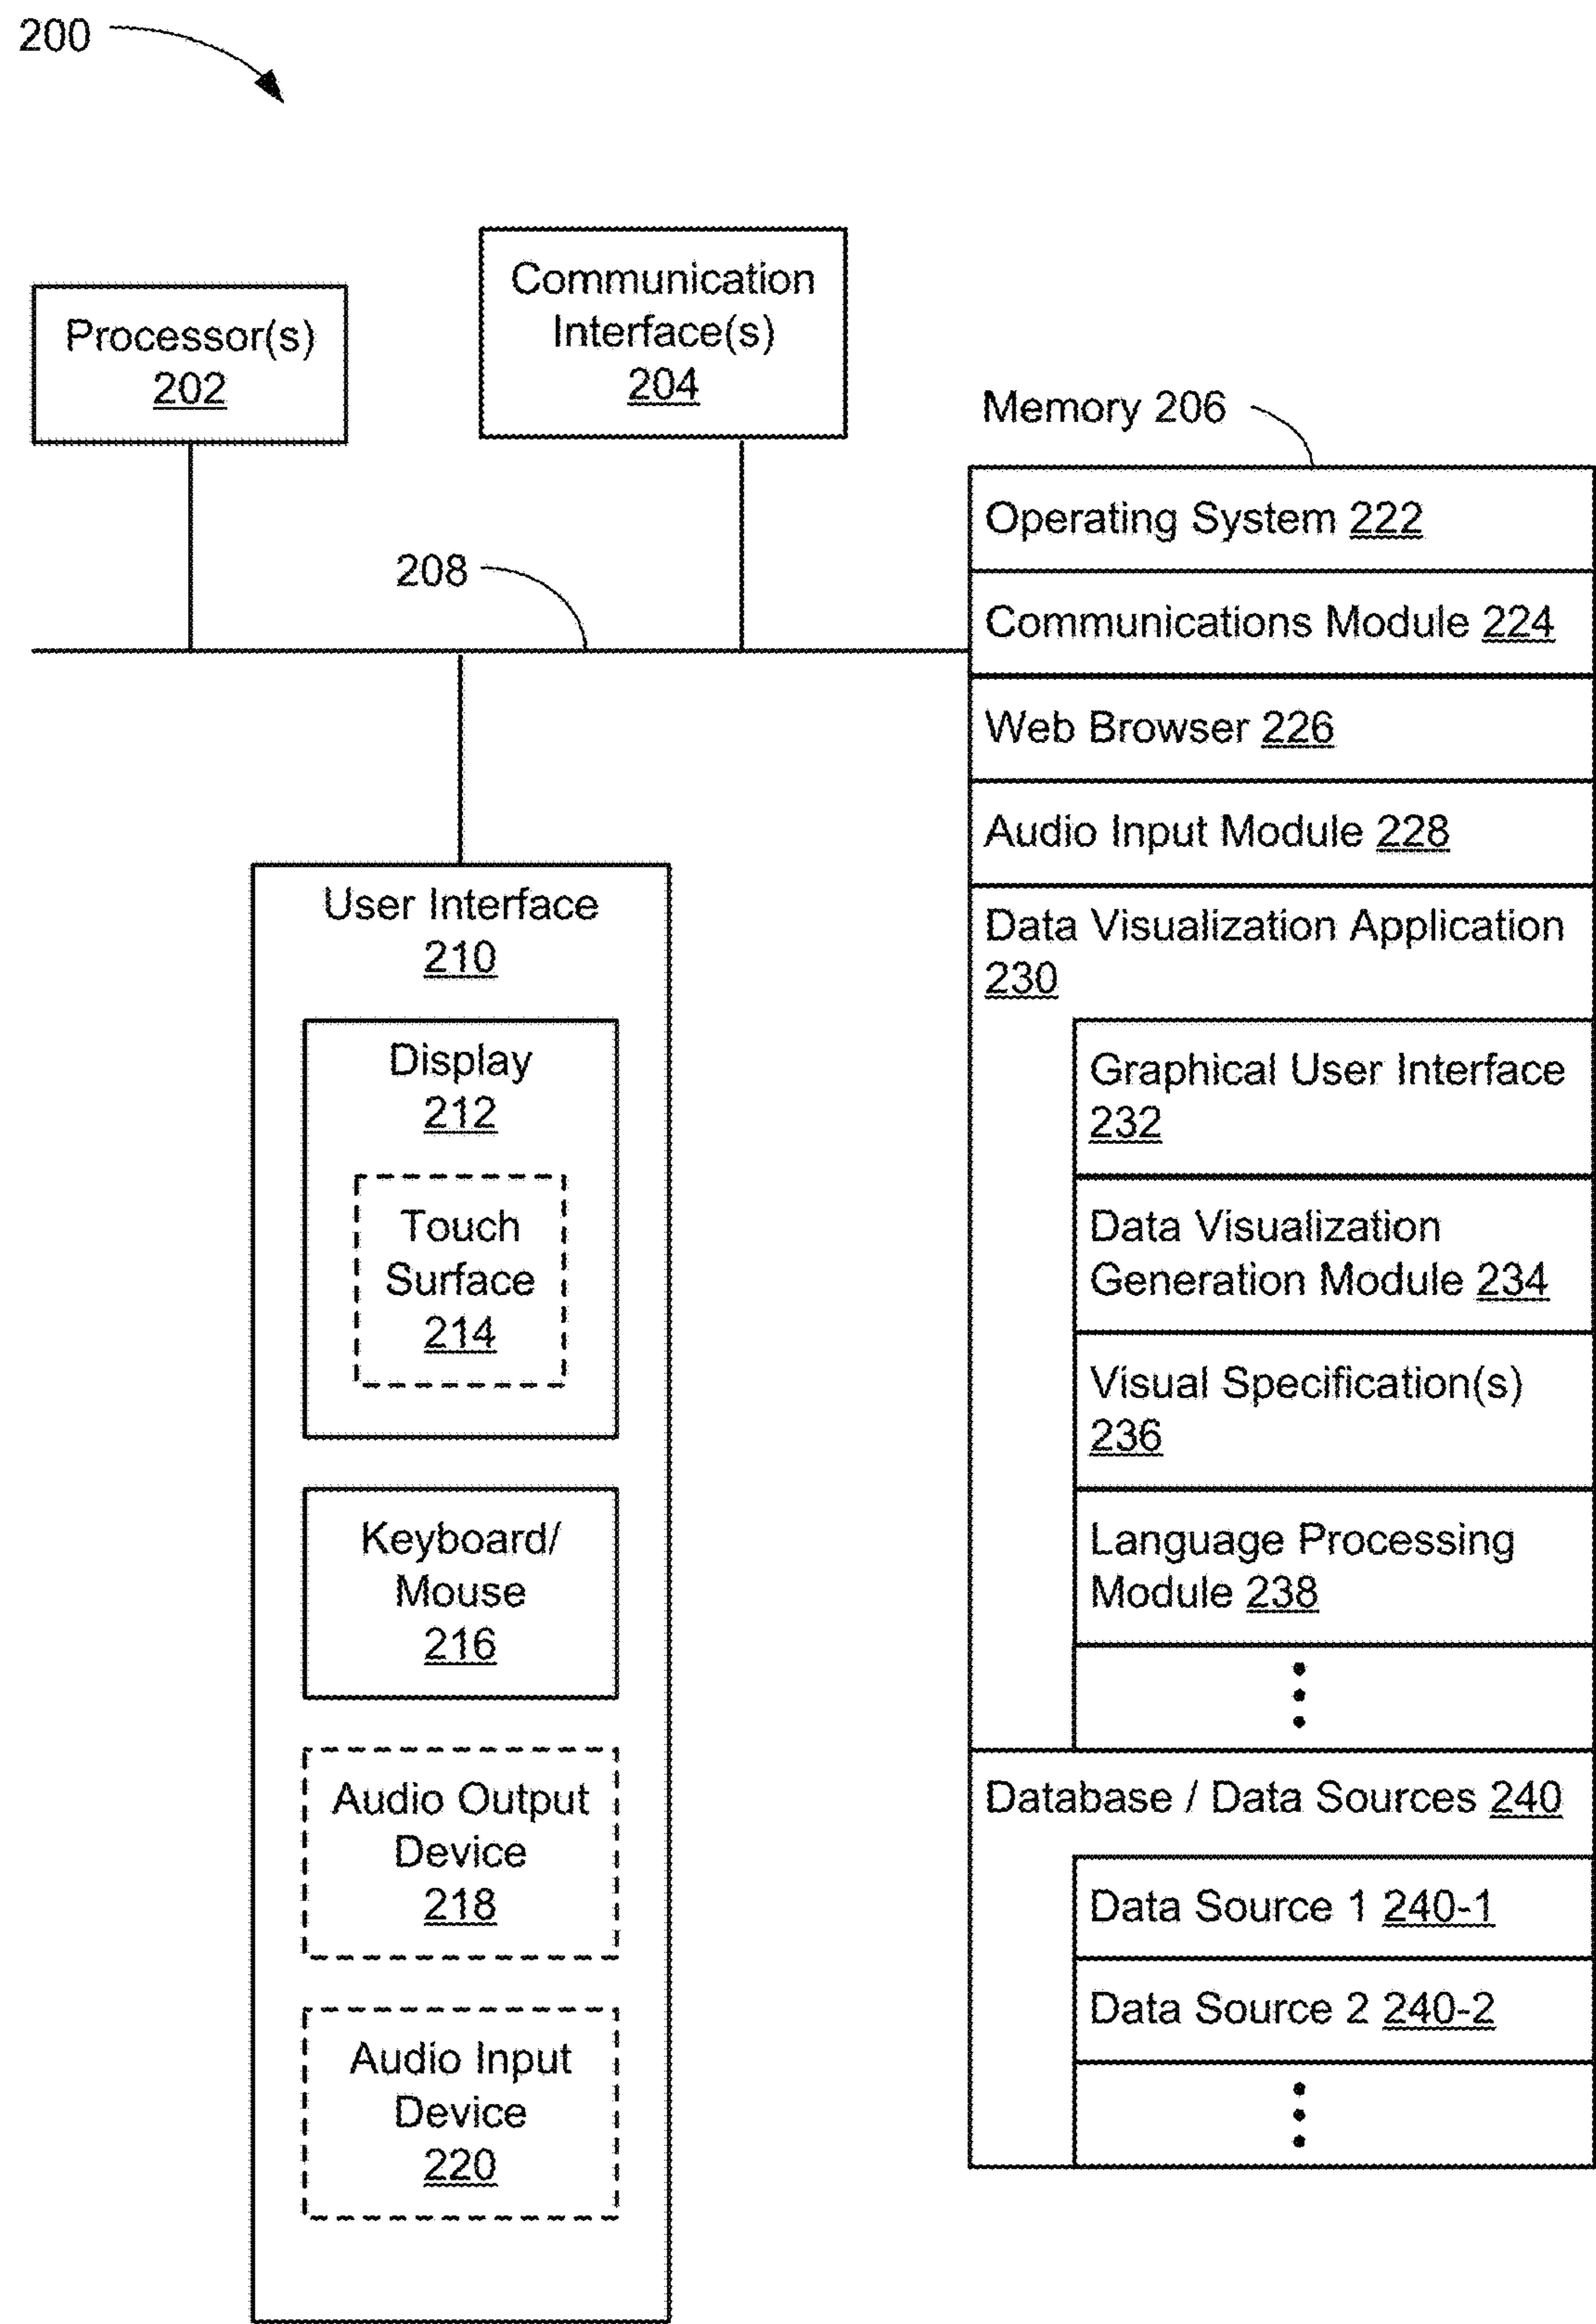 200
Processor(s)
202
Communication
Interface(s)
204
Memory 206
208
Operating System 222
Communications Module 224
Web Browser 226
Audio Input Module 228
Data Visualization Application
230
Graphical User Interface
232
Data Visualization
Generation Module 234
Visual Specification(s)
236
Language Processing
Module 238
Database / Data Sources 240
Data Source 1 240-1
Data Source 2 240-2
User Interface
210
Display
212
Touch
Surface
214
Keyboard/
Mouse
216
Audio Output
Device
218
Audio Input
Device
220